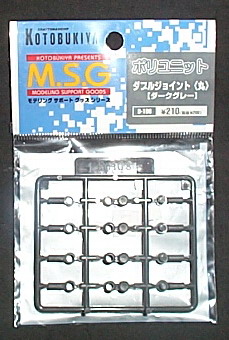 KOTOBUKIYA
KOTOBUKIYA PRESENTS
M.S.G
MODELING SUPPORT GOODS
モデリング サポート グッズ シリーズ
ポリユニット
ダブルジョイント〈丸〉
【ダークグレー】
¥210